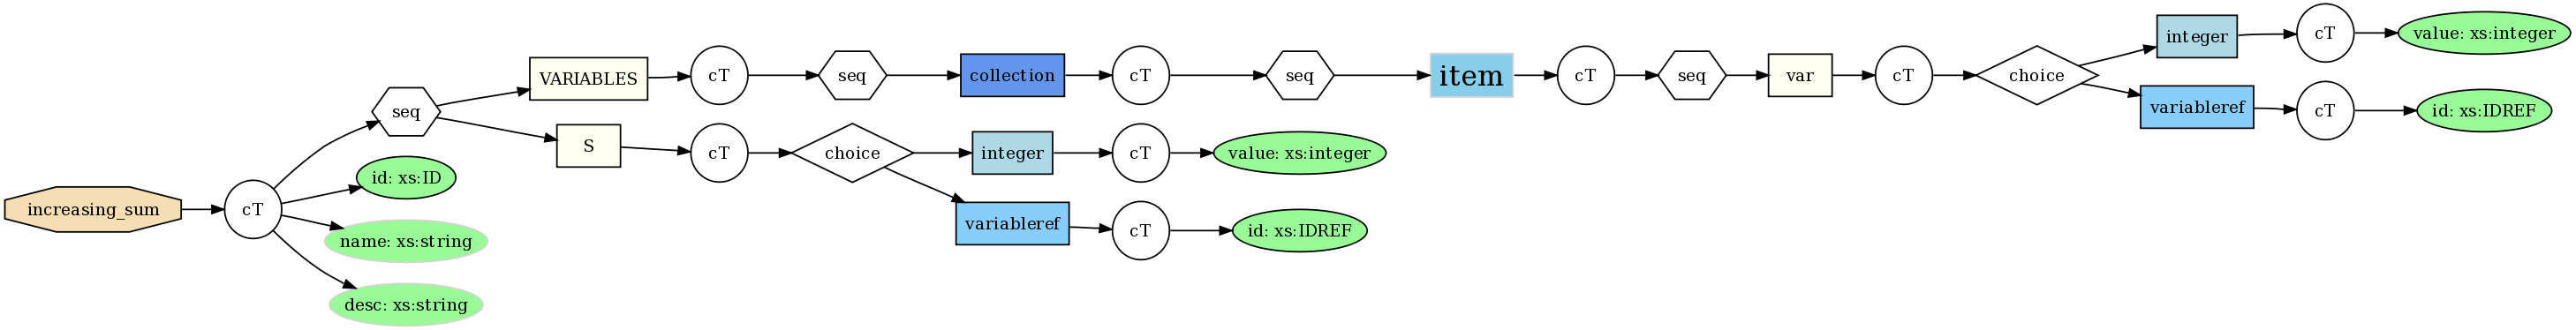 increasing_sum
cT
seq
id: xs:ID
name: xs:string
desc: xs:string
VARIABLES
cT
seq
collection
cT
seq
item
cT
seq
var
cT
choice
integer
cT
value: xs:integer
variableref
cT
id: xs:IDREF
S
cT
choice
integer
cT
value: xs:integer
variableref
cT
id: xs:IDREF